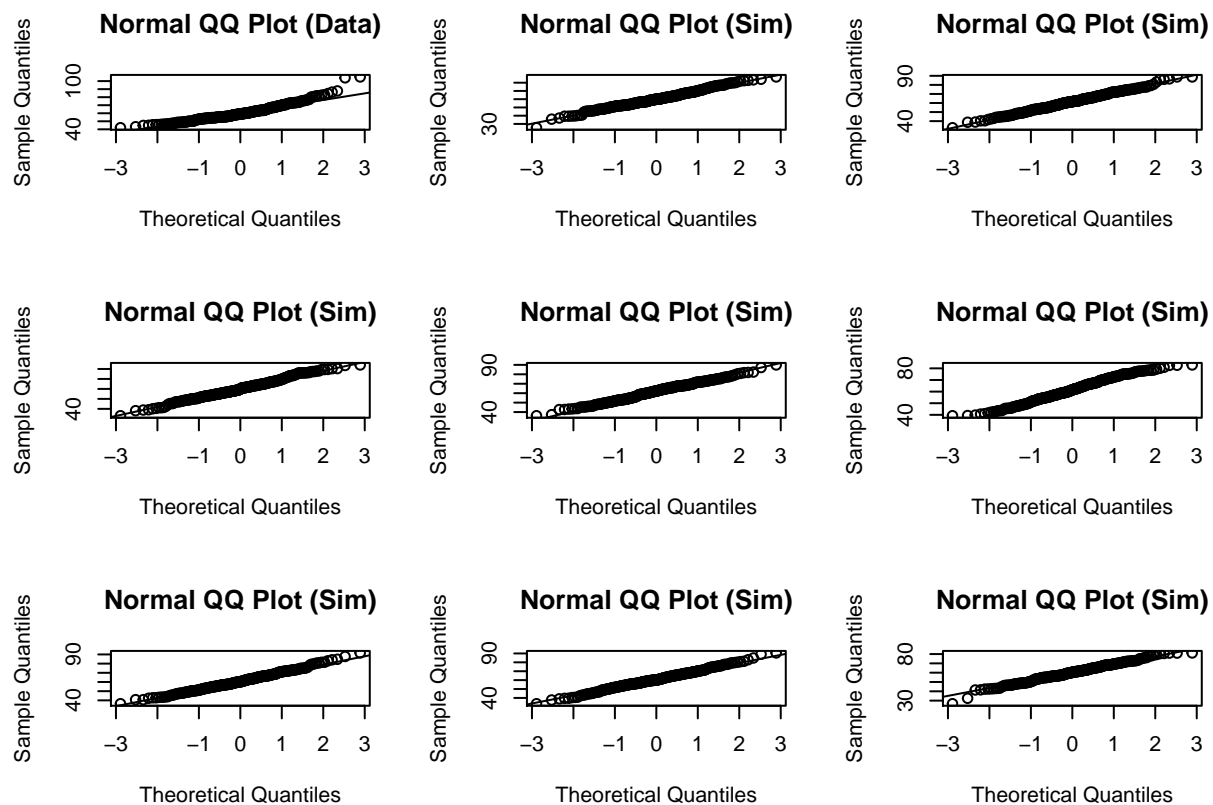 Normal QQ Plot (Data)
Sample Quantiles
40 100
−3 −1 0 1 2 3
Theoretical Quantiles
Normal QQ Plot (Sim)
Sample Quantiles
30
−3 −1 0 1 2 3
Theoretical Quantiles
Normal QQ Plot (Sim)
Sample Quantiles
40 90
−3 −1 0 1 2 3
Theoretical Quantiles
Normal QQ Plot (Sim)
Sample Quantiles
40
−3 −1 0 1 2 3
Theoretical Quantiles
Normal QQ Plot (Sim)
Sample Quantiles
40 90
−3 −1 0 1 2 3
Theoretical Quantiles
Normal QQ Plot (Sim)
Sample Quantiles
40 80
−3 −1 0 1 2 3
Theoretical Quantiles
Normal QQ Plot (Sim)
Sample Quantiles
40 90
−3 −1 0 1 2 3
Theoretical Quantiles
Normal QQ Plot (Sim)
Sample Quantiles
40 90
−3 −1 0 1 2 3
Theoretical Quantiles
Normal QQ Plot (Sim)
Sample Quantiles
30 80
−3 −1 0 1 2 3
Theoretical Quantiles